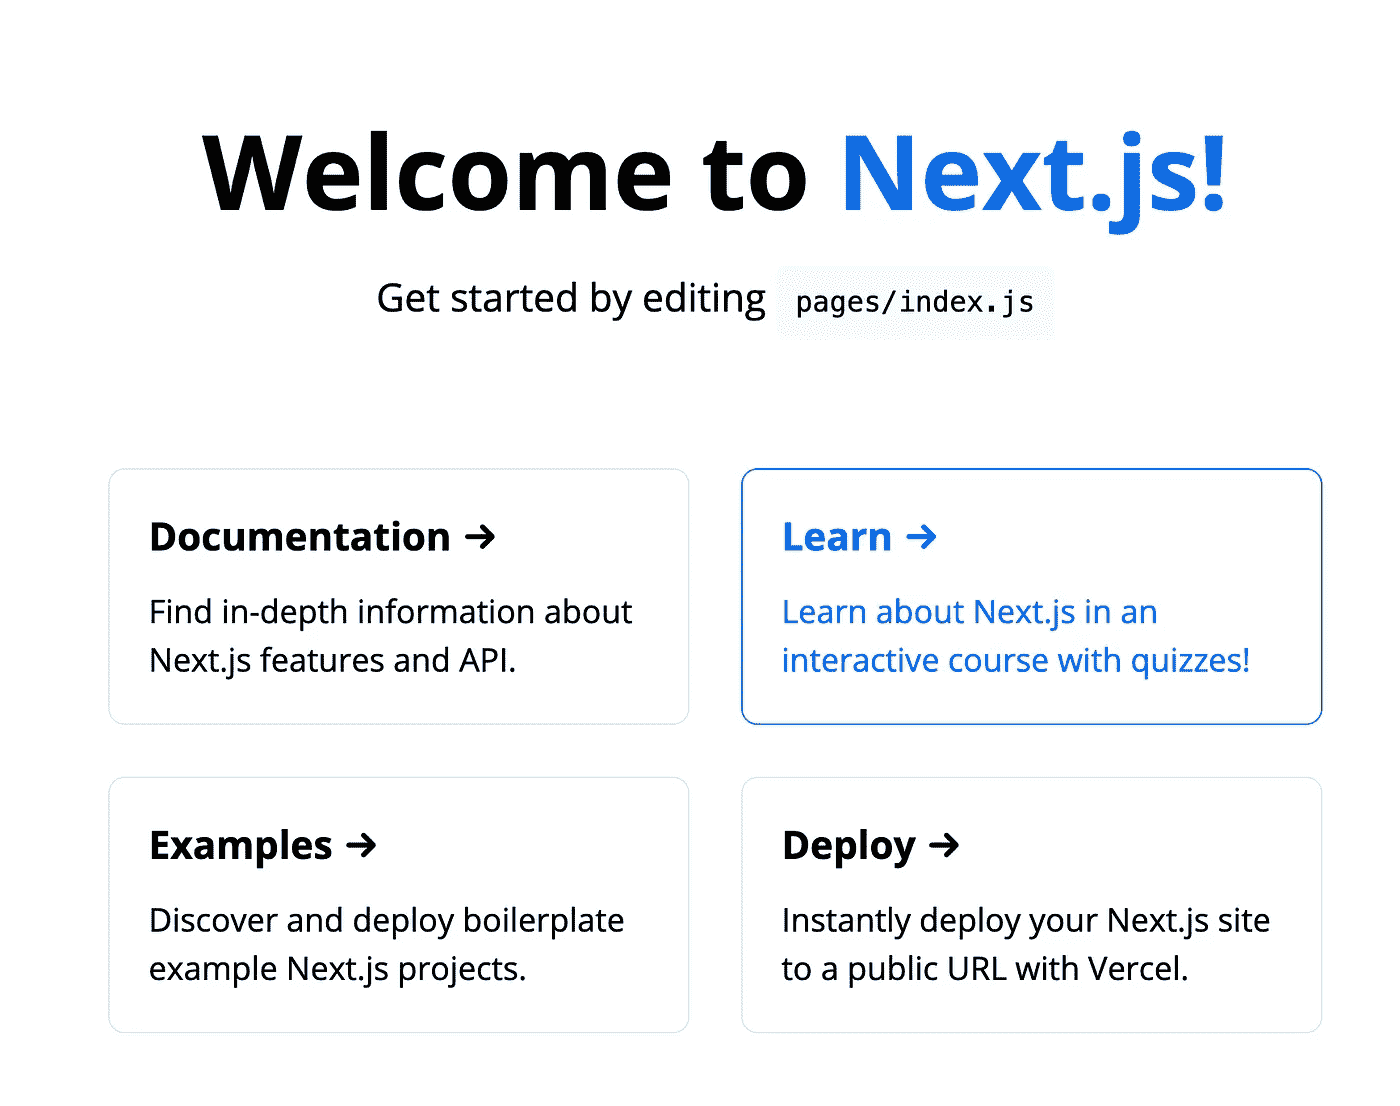 Welcome to Next.js!
Get started by editing pages/index.js
Documentation →
Find in-depth information about
Next.js features and API.
Learn →
Learn about Next.js in an
interactive course with quizzes!
Examples →
Discover and deploy boilerplate
example Next.js projects.
Deploy →
Instantly deploy your Next.js site
to a public URL with Vercel.